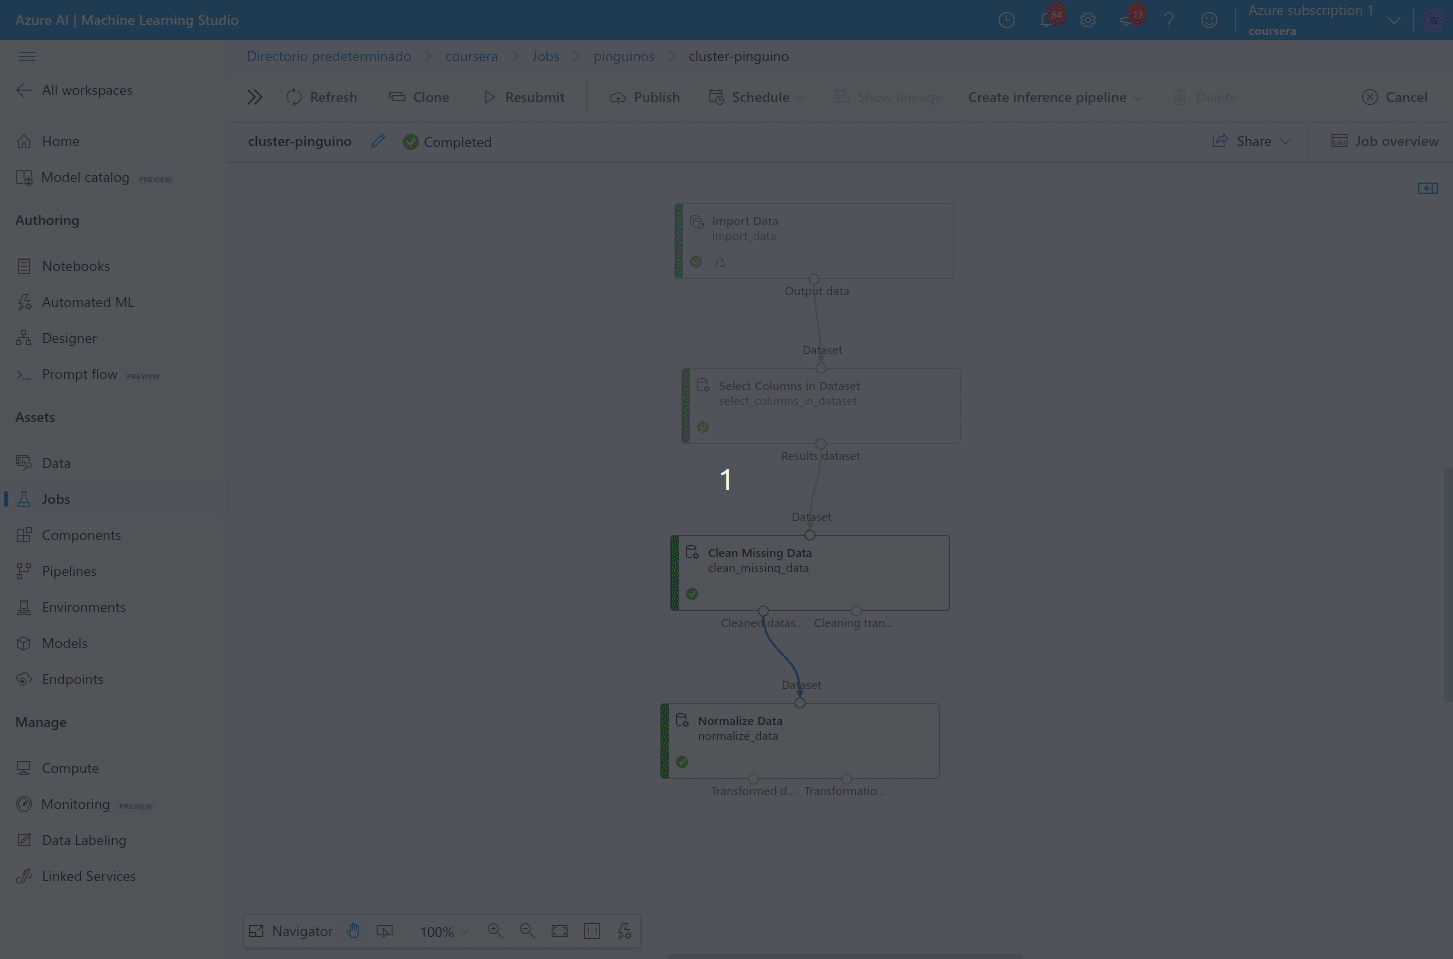 Azure AI | Machine Learning Studio
54
13
?
Azure subscription 1
coursera
G
All workspaces
Home
Model catalog PREVIEW
Authoring
Notebooks
Automated ML
Designer
Prompt flow PREVIEW
Assets
Data
Jobs
Components
Pipelines
Environments
Models
Endpoints
Manage
Compute
Monitoring PREVIEW
Data Labeling
Linked Services
Directorio predeterminado > coursera > Jobs > pinguinos > cluster-pinguino
Refresh Clone Resubmit Publish Schedule Show lineage Create inference pipeline Delete Cancel
cluster-pinguino Completed Share Job overview
Import Data
import_data
Output data
Dataset
Select Columns in Dataset
select_columns_in_dataset
Results dataset
1
Dataset
Clean Missing Data
clean_missing_data
Cleaned datas... Cleaning tran...
Dataset
Normalize Data
normalize_data
Transformed d... Transformatio...
Navigator 100% 1:1